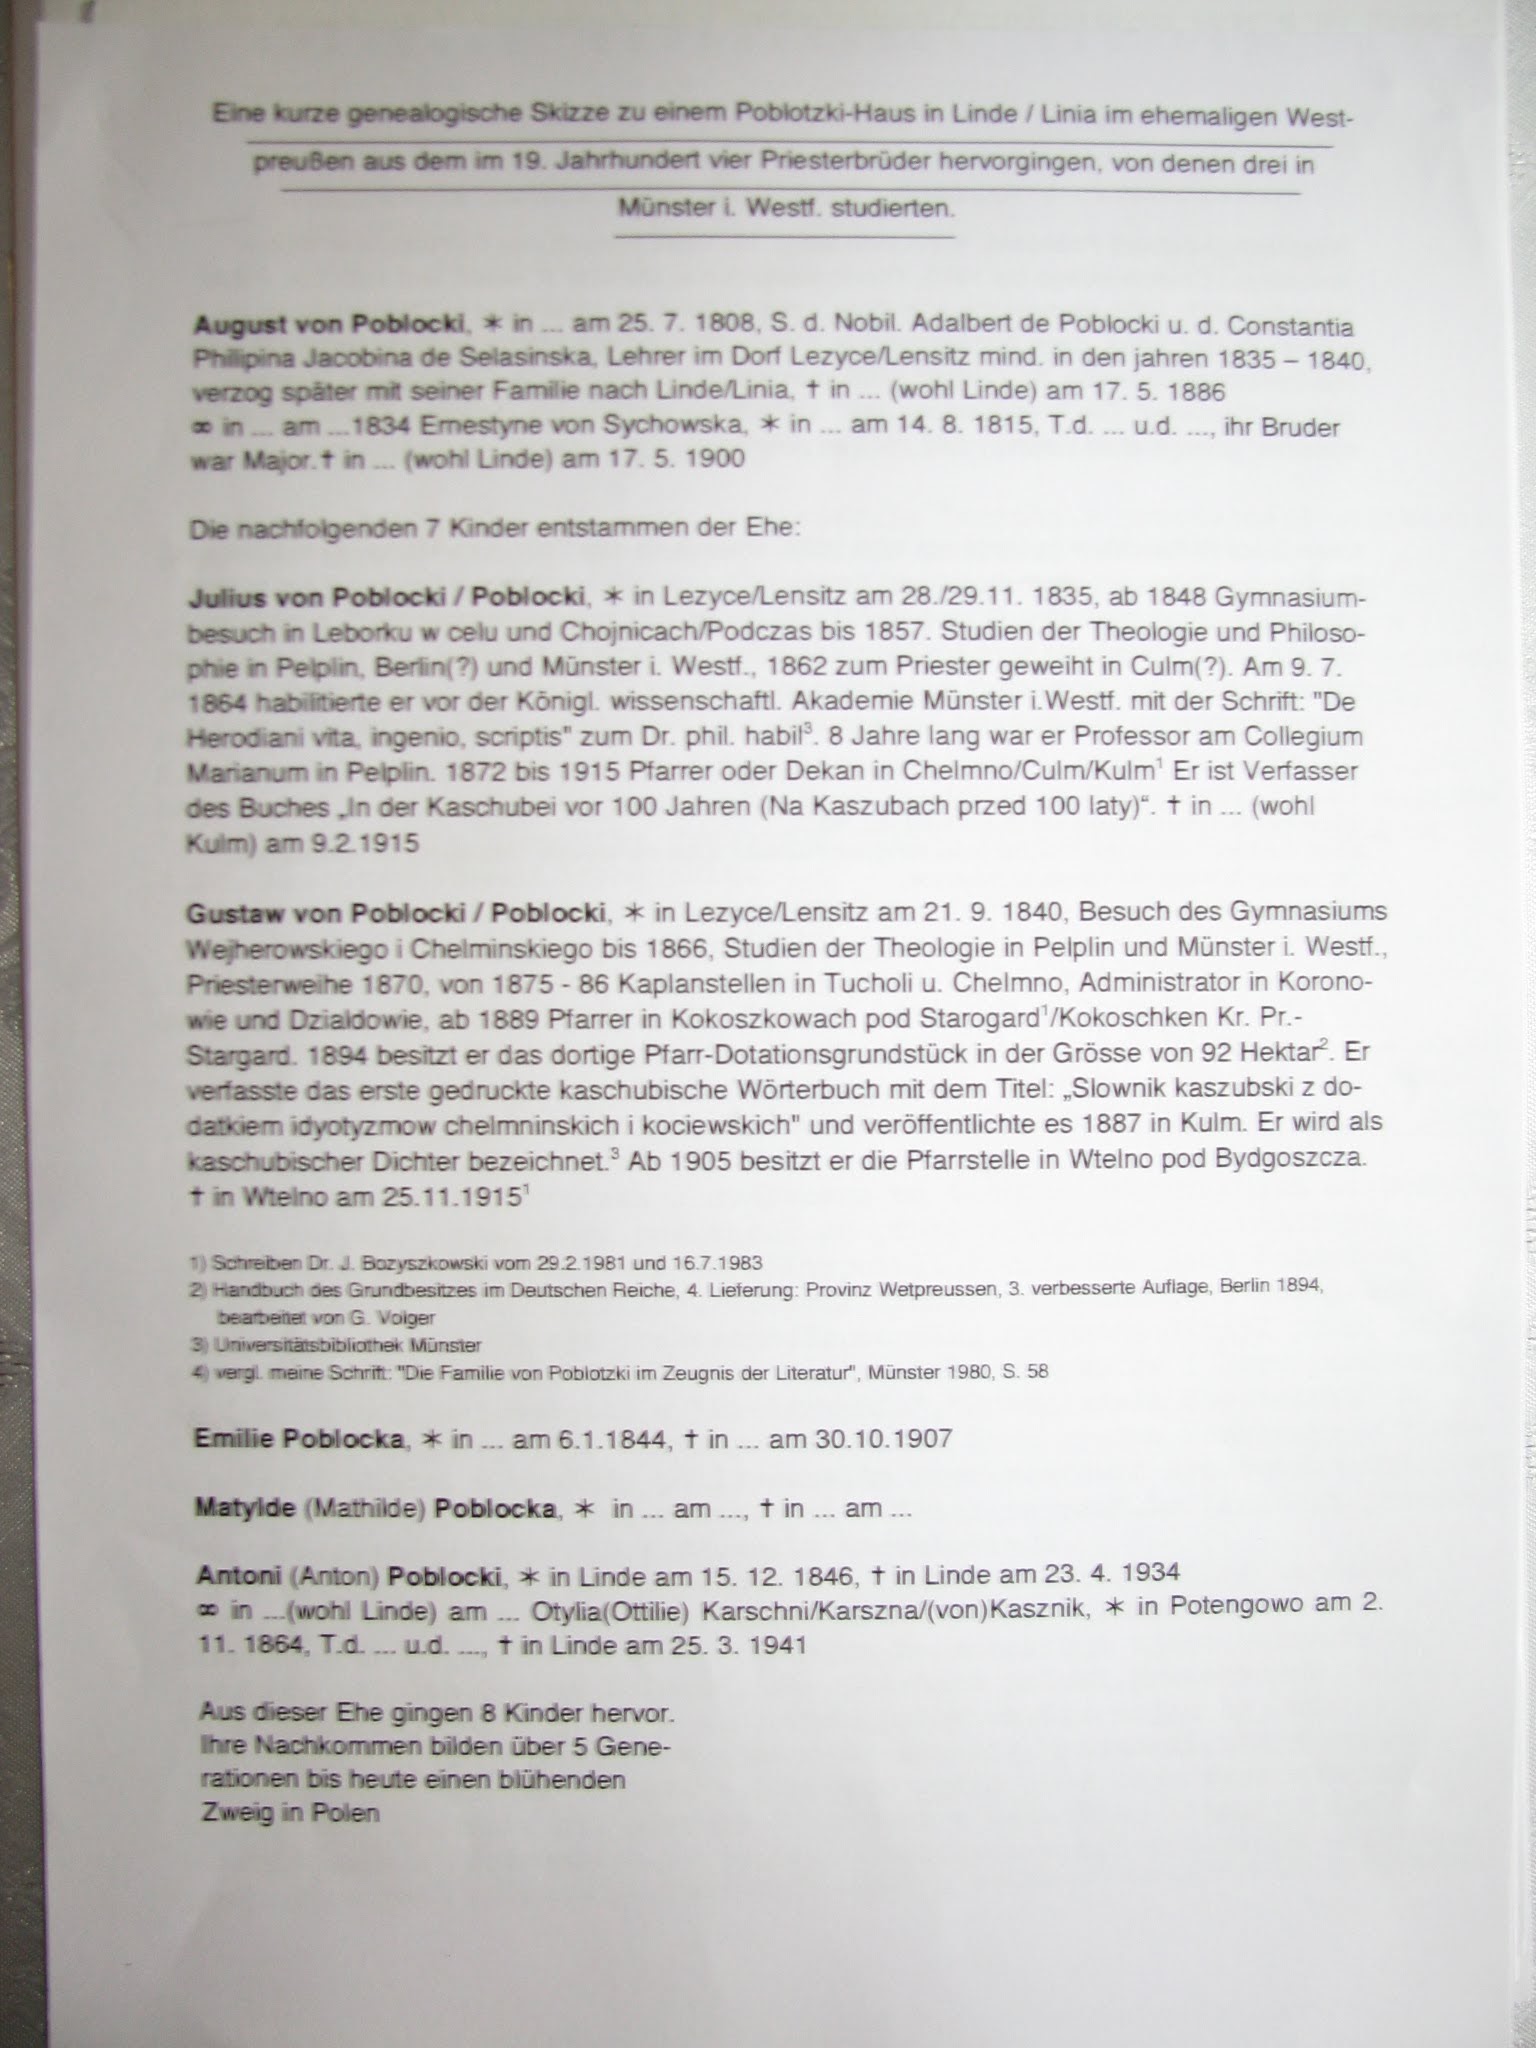 Eine kurze genealogische Skizze zu einem Poblotzki-Haus in Linde / Linia im ehemaligen West-
preußen aus dem im 19. Jahrhundert vier Priesterbrüder hervorgingen, von denen drei in
Münster i. Westf. studierten.
August von Poblocki, ∗ in ... am 25. 7. 1808, S. d. Nobil. Adalbert de Poblocki u. d. Constantia
Philipina Jacobina de Selasinska, Lehrer im Dorf Lezyce/Lensitz mind. in den jahren 1835 – 1840,
verzog später mit seiner Familie nach Linde/Linia, † in ... (wohl Linde) am 17. 5. 1886
∞ in ... am ...1834 Ernestyne von Sychowska, ∗ in ... am 14. 8. 1815, T.d. ... u.d. ..., ihr Bruder
war Major.† in ... (wohl Linde) am 17. 5. 1900
Die nachfolgenden 7 Kinder entstammen der Ehe:
Julius von Poblocki / Poblocki, ∗ in Lezyce/Lensitz am 28./29.11. 1835, ab 1848 Gymnasium-
besuch in Leborku w celu und Chojnicach/Podczas bis 1857. Studien der Theologie und Philoso-
phie in Pelplin, Berlin(?) und Münster i. Westf., 1862 zum Priester geweiht in Culm(?). Am 9. 7.
1864 habilitierte er vor der Königl. wissenschaftl. Akademie Münster i.Westf. mit der Schrift: "De
Herodiani vita, ingenio, scriptis" zum Dr. phil. habil³. 8 Jahre lang war er Professor am Collegium
Marianum in Pelplin. 1872 bis 1915 Pfarrer oder Dekan in Chelmno/Culm/Kulm¹ Er ist Verfasser
des Buches „In der Kaschubei vor 100 Jahren (Na Kaszubach przed 100 laty)“. † in ... (wohl
Kulm) am 9.2.1915
Gustaw von Poblocki / Poblocki, ∗ in Lezyce/Lensitz am 21. 9. 1840, Besuch des Gymnasiums
Wejherowskiego i Chelminskiego bis 1866, Studien der Theologie in Pelplin und Münster i. Westf.,
Priesterweihe 1870, von 1875 - 86 Kaplanstellen in Tucholi u. Chelmno, Administrator in Korono-
wie und Dzialdowie, ab 1889 Pfarrer in Kokoszkowach pod Starogard¹/Kokoschken Kr. Pr.-
Stargard. 1894 besitzt er das dortige Pfarr-Dotationsgrundstück in der Grösse von 92 Hektar². Er
verfasste das erste gedruckte kaschubische Wörterbuch mit dem Titel: „Slownik kaszubski z do-
datkiem idyotyzmow chelmninskich i kociewskich" und veröffentlichte es 1887 in Kulm. Er wird als
kaschubischer Dichter bezeichnet.³ Ab 1905 besitzt er die Pfarrstelle in Wtelno pod Bydgoszcza.
† in Wtelno am 25.11.1915¹
1) Schreiben Dr. J. Bozyszkowski vom 29.2.1981 und 16.7.1983
2) Handbuch des Grundbesitzes im Deutschen Reiche, 4. Lieferung: Provinz Wetpreussen, 3. verbesserte Auflage, Berlin 1894,
bearbeitet von G. Volger
3) Universitätsbibliothek Münster
4) vergl. meine Schrift: "Die Familie von Poblotzki im Zeugnis der Literatur", Münster 1980, S. 58
Emilie Poblocka, ∗ in ... am 6.1.1844, † in ... am 30.10.1907
Matylde (Mathilde) Poblocka, ∗ in ... am ..., † in ... am ...
Antoni (Anton) Poblocki, ∗ in Linde am 15. 12. 1846, † in Linde am 23. 4. 1934
∞ in ...(wohl Linde) am ... Otylia(Ottilie) Karschni/Karszna/(von)Kasznik, ∗ in Potengowo am 2.
11. 1864, T.d. ... u.d. ..., † in Linde am 25. 3. 1941
Aus dieser Ehe gingen 8 Kinder hervor.
Ihre Nachkommen bilden über 5 Gene-
rationen bis heute einen blühenden
Zweig in Polen